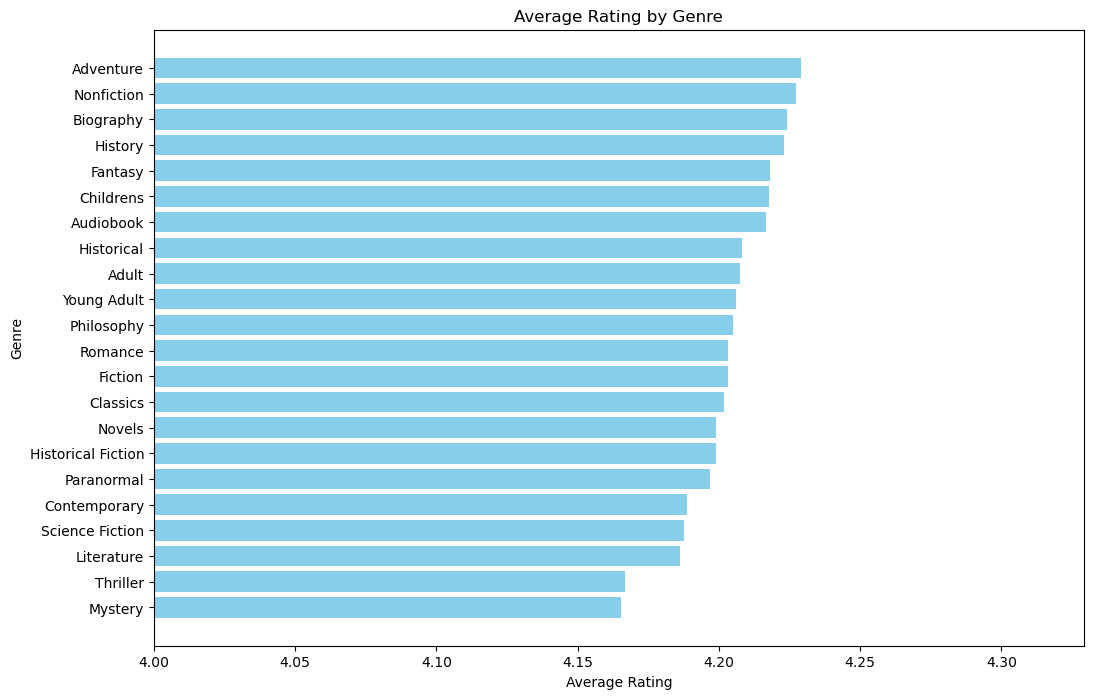 Average Rating by Genre
Genre
Adventure
Nonfiction
Biography
History
Fantasy
Childrens
Audiobook
Historical
Adult
Young Adult
Philosophy
Romance
Fiction
Classics
Novels
Historical Fiction
Paranormal
Contemporary
Science Fiction
Literature
Thriller
Mystery
4.00 4.05 4.10 4.15 4.20 4.25 4.30
Average Rating